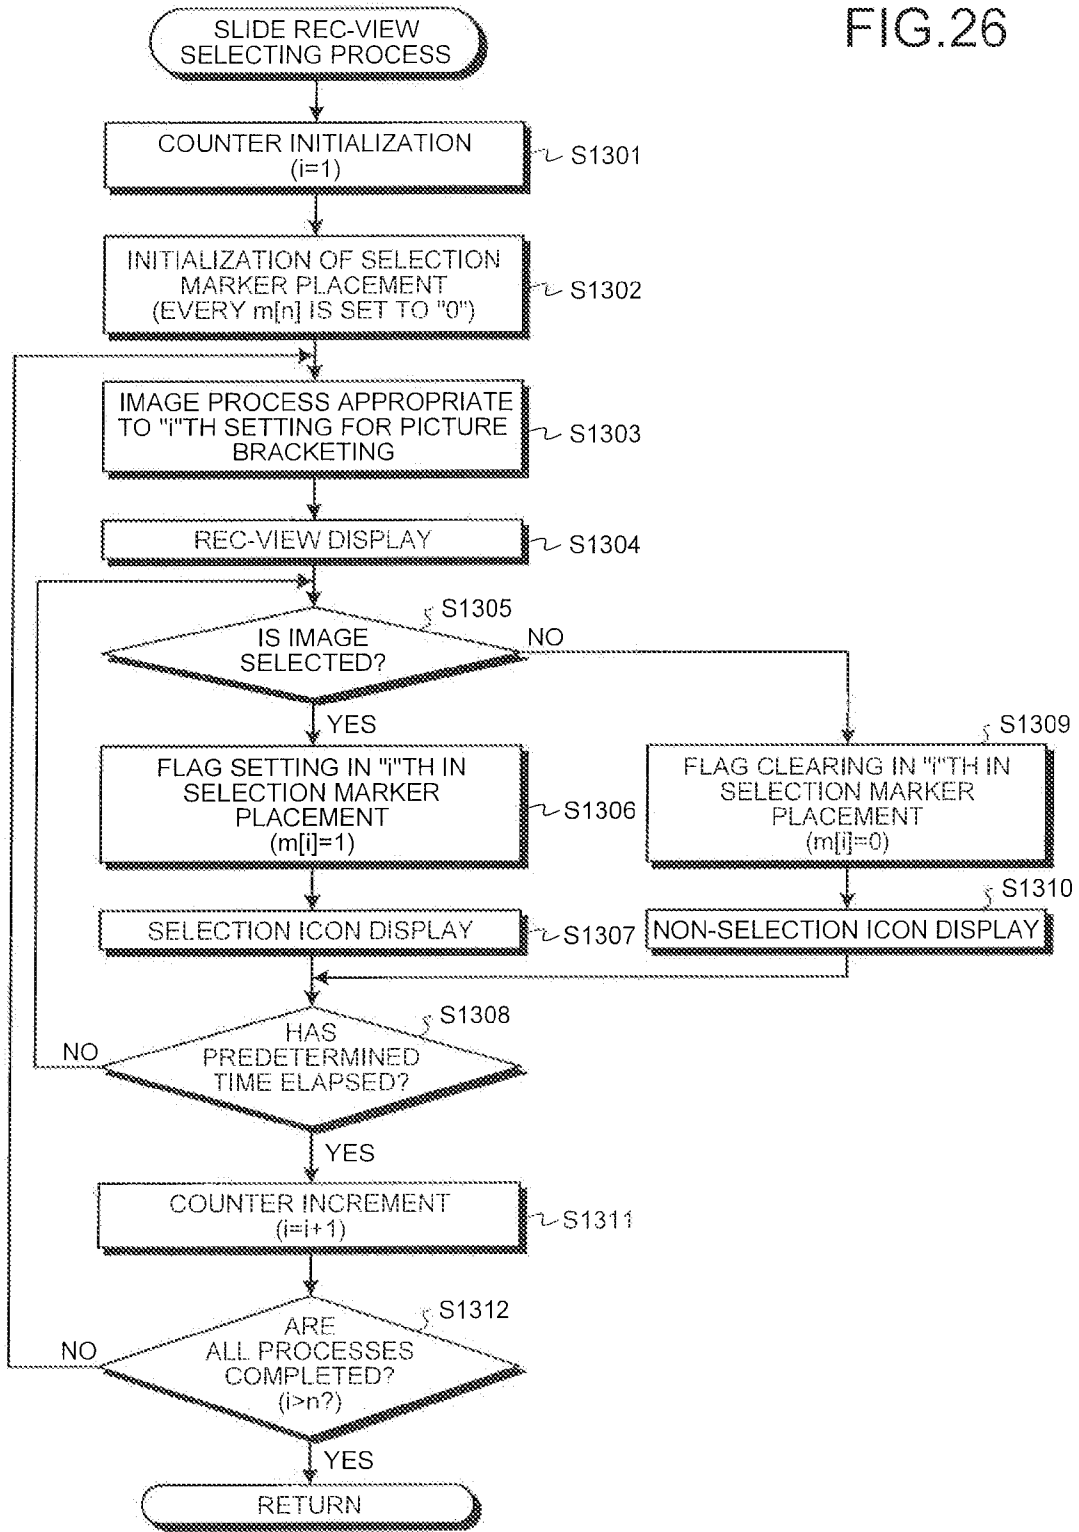 FIG.26
SLIDE REC-VIEW
SELECTING PROCESS
COUNTER INITIALIZATION
(i=1)
S1301
INITIALIZATION OF SELECTION
MARKER PLACEMENT
(EVERY m[n] IS SET TO "0")
S1302
IMAGE PROCESS APPROPRIATE
TO "i"TH SETTING FOR PICTURE
BRACKETING
S1303
REC-VIEW DISPLAY
S1304
S1305
IS IMAGE
SELECTED?
NO
YES
FLAG SETTING IN "i"TH IN
SELECTION MARKER
PLACEMENT
(m[i]=1)
S1306
S1309
FLAG CLEARING IN "i"TH IN
SELECTION MARKER
PLACEMENT
(m[i]=0)
SELECTION ICON DISPLAY
S1307
S1310
NON-SELECTION ICON DISPLAY
S1308
HAS
PREDETERMINED
TIME ELAPSED?
NO
YES
COUNTER INCREMENT
(i=i+1)
S1311
S1312
ARE
ALL PROCESSES
COMPLETED?
(i>n?)
NO
YES
RETURN